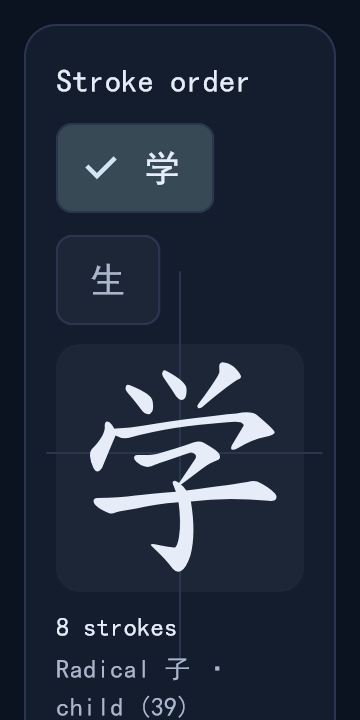 Stroke order
✓ 学
生
学
8 strokes
Radical 子 ·
child (39)